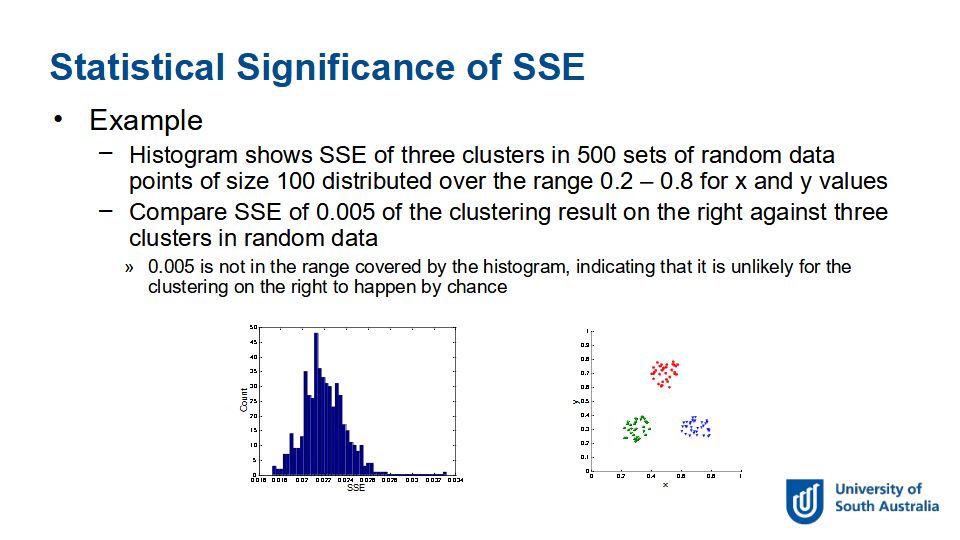 Statistical Significance of SSE
• Example
– Histogram shows SSE of three clusters in 500 sets of random data
points of size 100 distributed over the range 0.2 – 0.8 for x and y values
– Compare SSE of 0.005 of the clustering result on the right against three
clusters in random data
» 0.005 is not in the range covered by the histogram, indicating that it is unlikely for the
clustering on the right to happen by chance
50
45
40
35
30
25
20
15
10
5
0
Count
0.016 0.018 0.02 0.022 0.024 0.026 0.028 0.03 0.032 0.034
SSE
1
0.9
0.8
0.7
0.6
0.5
0.4
0.3
0.2
0.1
0
y
0 0.2 0.4 0.6 0.8 1
x
University of
South Australia